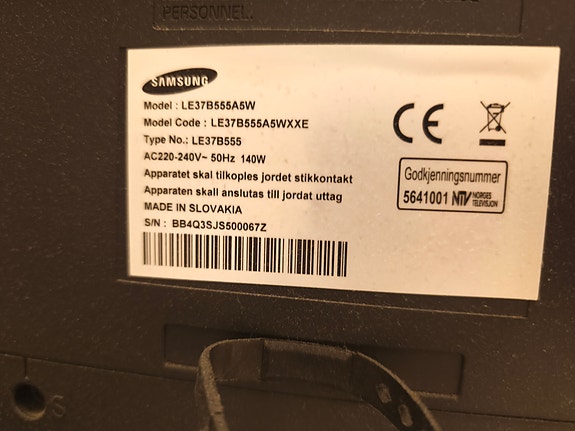 PERSONNEL.
SAMSUNG
Model : LE37B555A5W
Model Code : LE37B555A5WXXE
Type No.: LE37B555
AC220-240V~ 50Hz 140W
Apparatet skal tilkoples jordet stikkontakt
Apparaten skall anslutas till jordat uttag
MADE IN SLOVAKIA
S/N : BB4Q3SJS500067Z
CE
Godkjenningsnummer
5641001 NTV NORGES
TELEVISJON